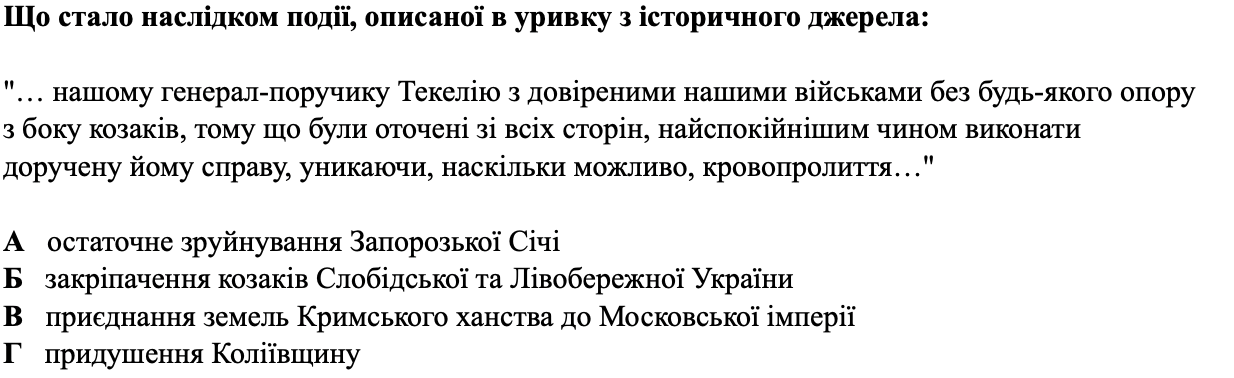 Що стало наслідком події, описаної в уривку з історичного джерела:
"… нашому генерал-поручику Текелію з довіреними нашими військами без будь-якого опору
з боку козаків, тому що були оточені зі всіх сторін, найспокійнішим чином виконати
доручену йому справу, уникаючи, наскільки можливо, кровопролиття…"
А остаточне зруйнування Запорозької Січі
Б закріпачення козаків Слобідської та Лівобережної України
В приєднання земель Кримського ханства до Московської імперії
Г придушення Коліївщину